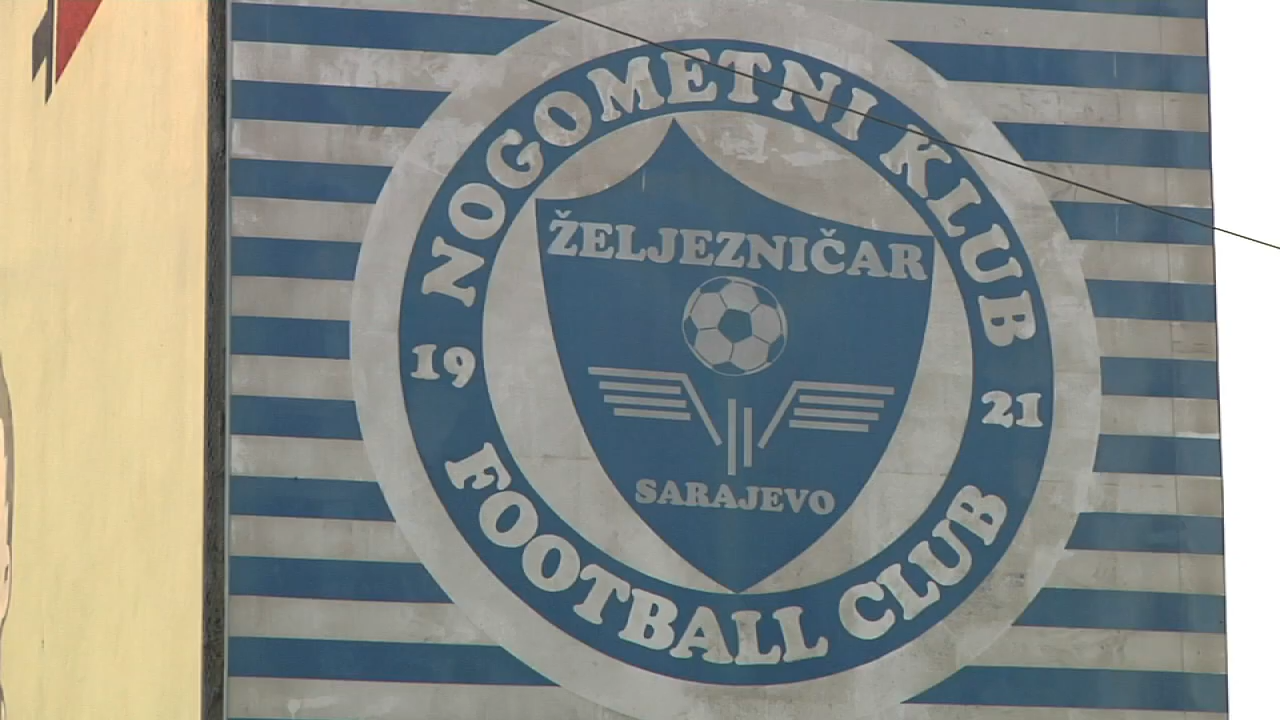 NOGOMETNI KLUB
ŽELJEZNIČAR
19 21
SARAJEVO
FOOTBALL CLUB